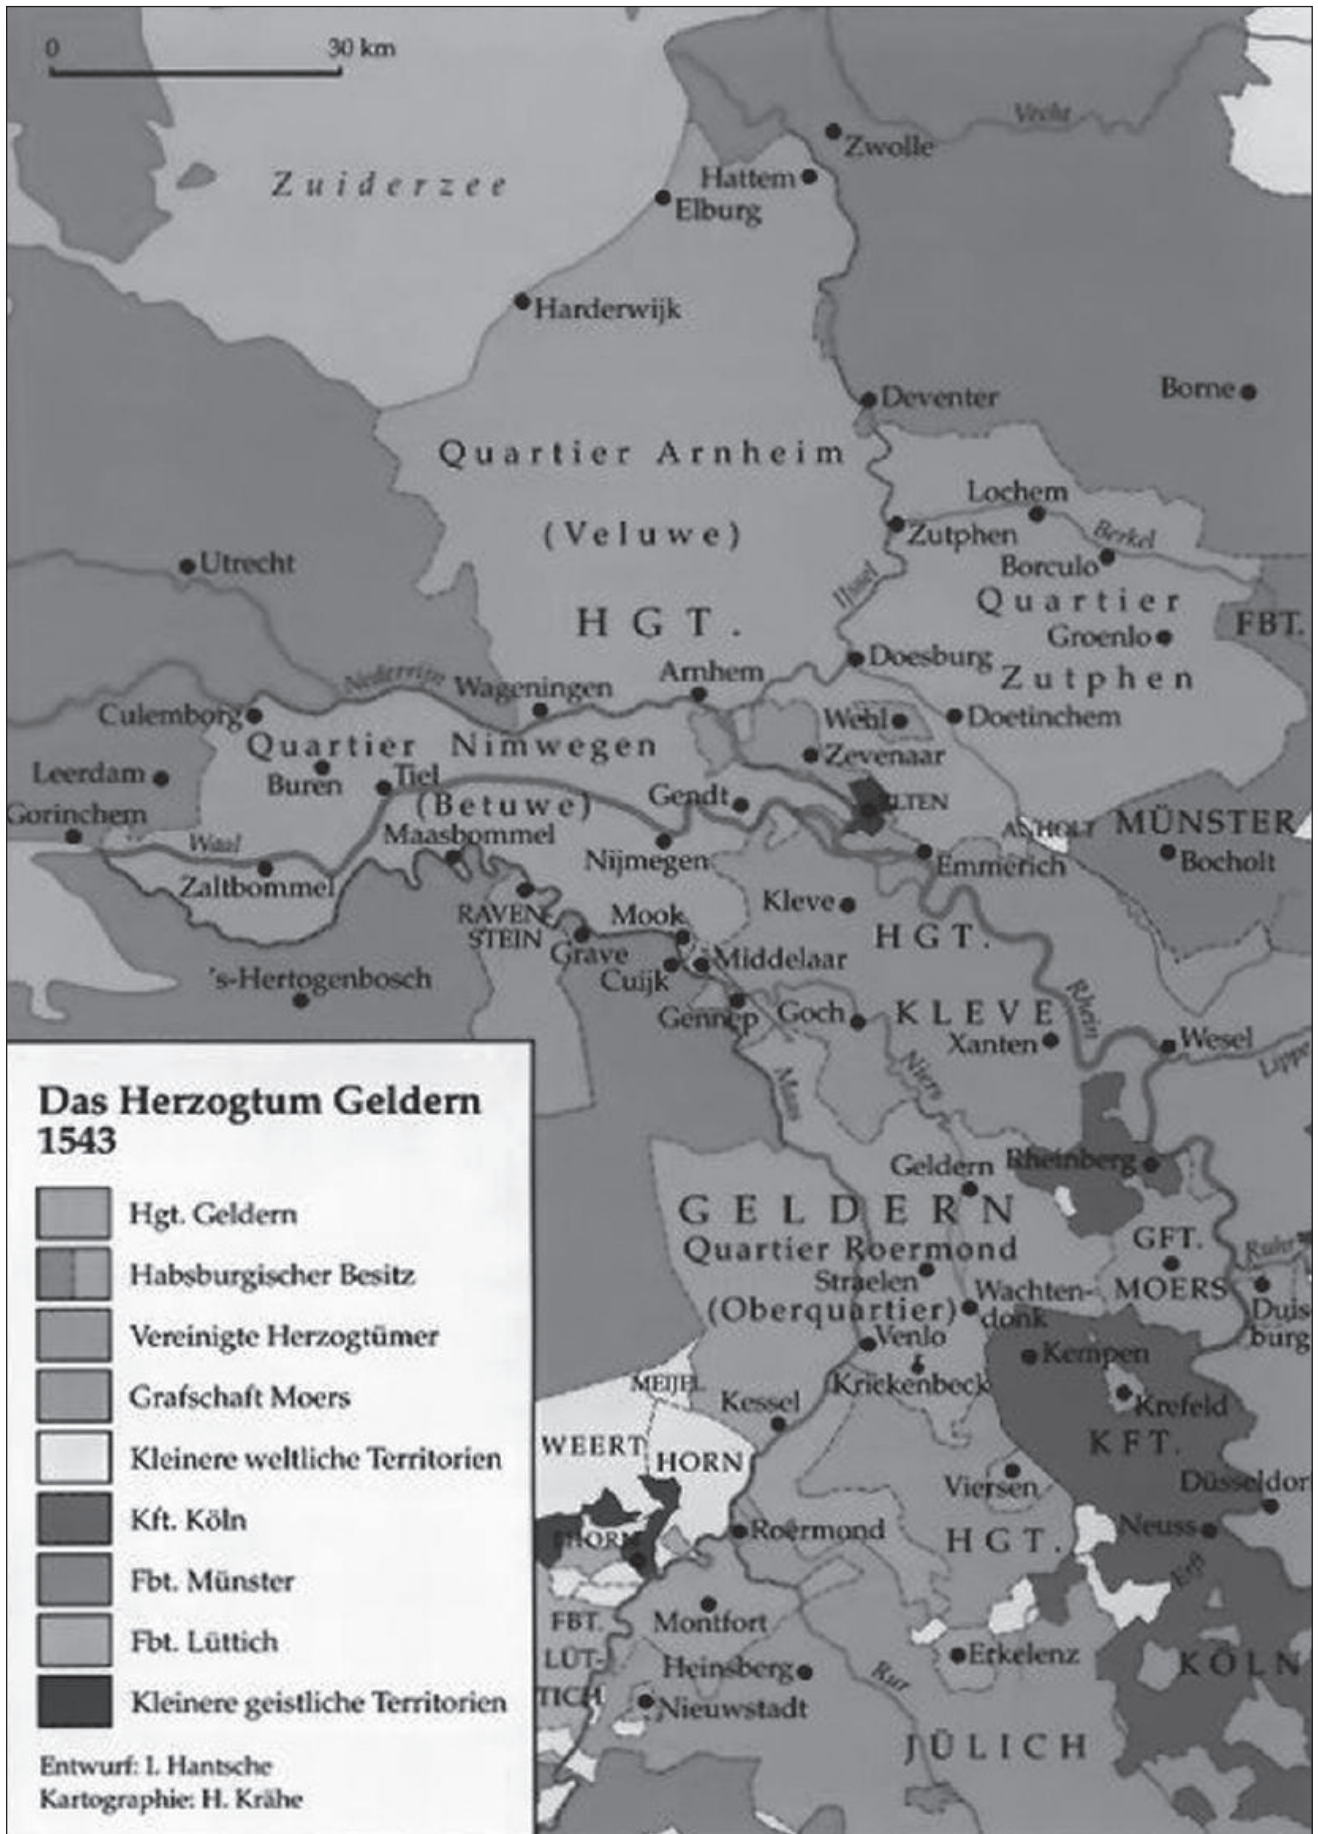 0 30 km
Vecht
Zwolle
Zuiderzee
Hattem
Elburg
Harderwijk
Deventer
Borne
Quartier Arnheim
Lochem
(Veluwe)
Zutphen
Berkel
Utrecht
Borculo
IJssel
Quartier
HGT.
Groenlo
FBT.
Doesburg
Arnhem
Zutphen
Nederrijn
Wageningen
Culemborg
Wehl
Doetinchem
Quartier Nimwegen
Zevenaar
Leerdam
Buren
Tiel
(Betuwe)
Gendt
ELTEN
Gorinchem
Maasbommel
ANHOLT
MÜNSTER
Waal
Nijmegen
Emmerich
Bocholt
Zaltbommel
Kleve
RAVEN-
STEIN
Mook
HGT.
Grave
Middelaar
's-Hertogenbosch
Cuijk
Rhein
Gennep
Goch
KLEVE
Xanten
Wesel
Lippe
Niers
Maas
Geldern
Rheinberg
GELDERN
GFT.
Quartier Roermond
Ruhr
Straelen
MOERS
Wachten-
donk
(Oberquartier)
Duis-
burg
Venlo
Kempen
MEIJEL
Krickenbeck
Kessel
Krefeld
WEERT
HORN
KFT.
Viersen
Düsseldor
Roermond
HGT.
Neuss
THORN
Erft
FBT.
LÜT-
TICH
Montfort
Erkelenz
KÖLN
Heinsberg
Rur
Nieuwstadt
JÜLICH
Das Herzogtum Geldern
1543
Hgt. Geldern
Habsburgischer Besitz
Vereinigte Herzogtümer
Grafschaft Moers
Kleinere weltliche Territorien
Kft. Köln
Fbt. Münster
Fbt. Lüttich
Kleinere geistliche Territorien
Entwurf: I. Hantsche
Kartographie: H. Krähe